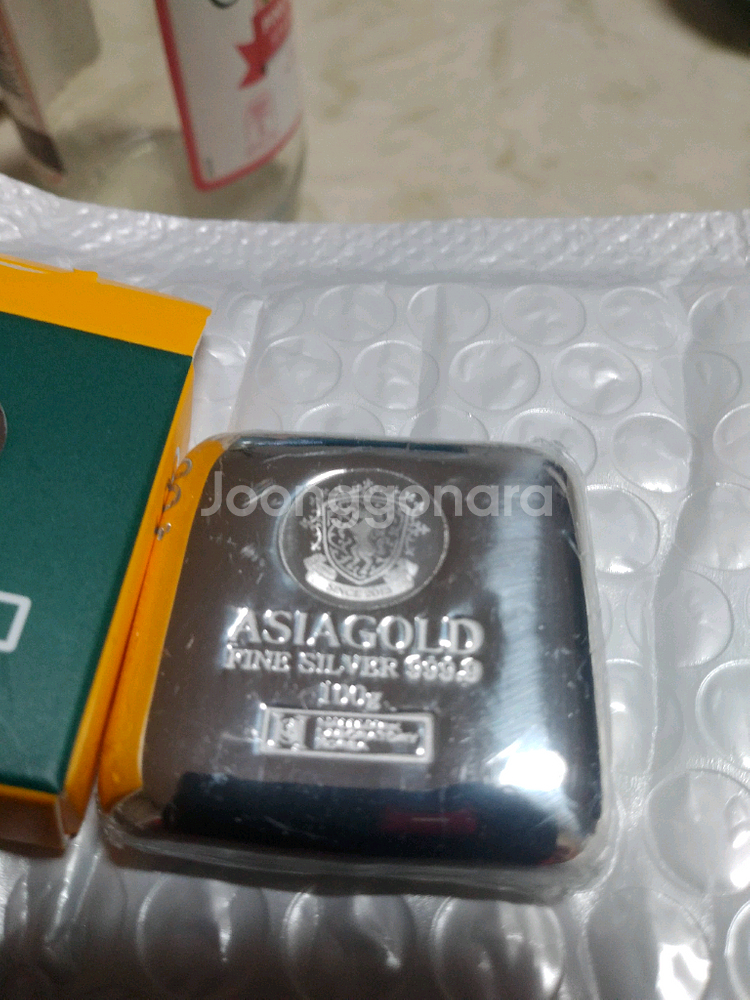 Joonggonara
SINCE 2013
ASIAGOLD
FINE SILVER 999.9
100g